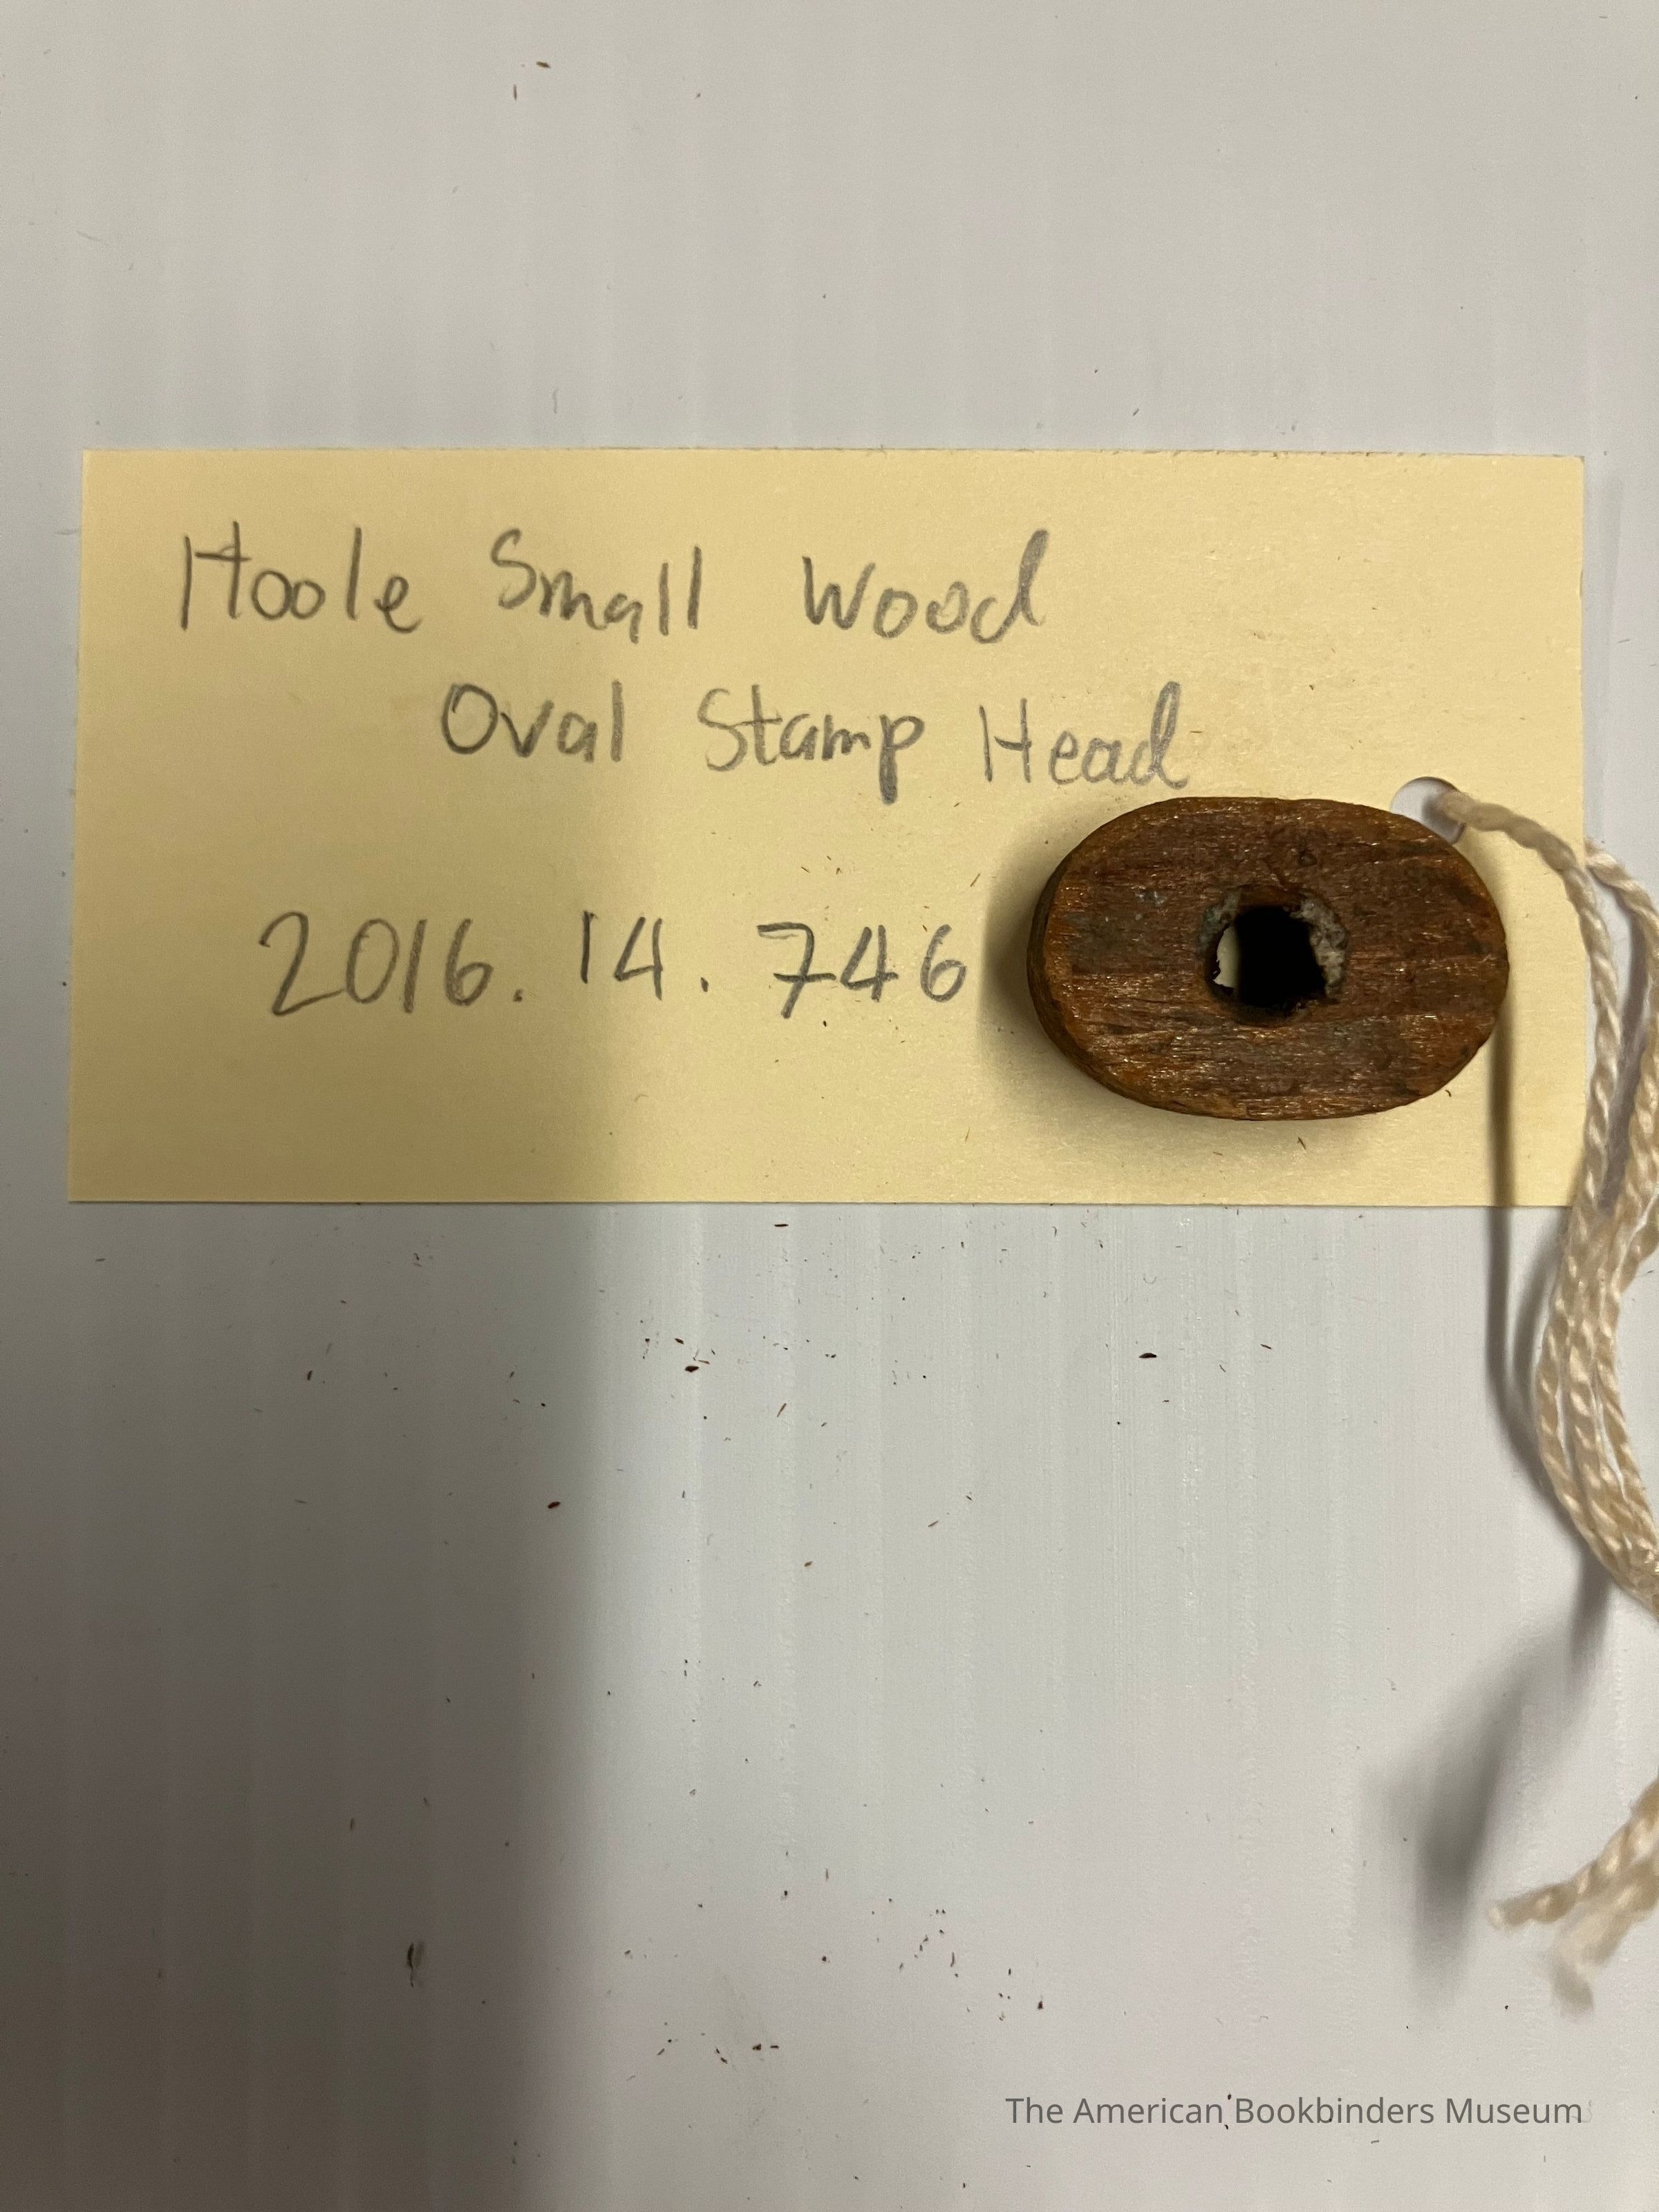 Hoole Small Wood
Oval Stamp Head
2016.14.746
The American Bookbinders Museum